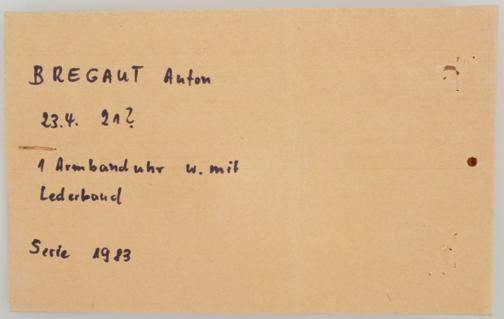 BREGAUT Anton
23.4. 21?
1 Armbanduhr w. mit
Lederband
Serie 1983